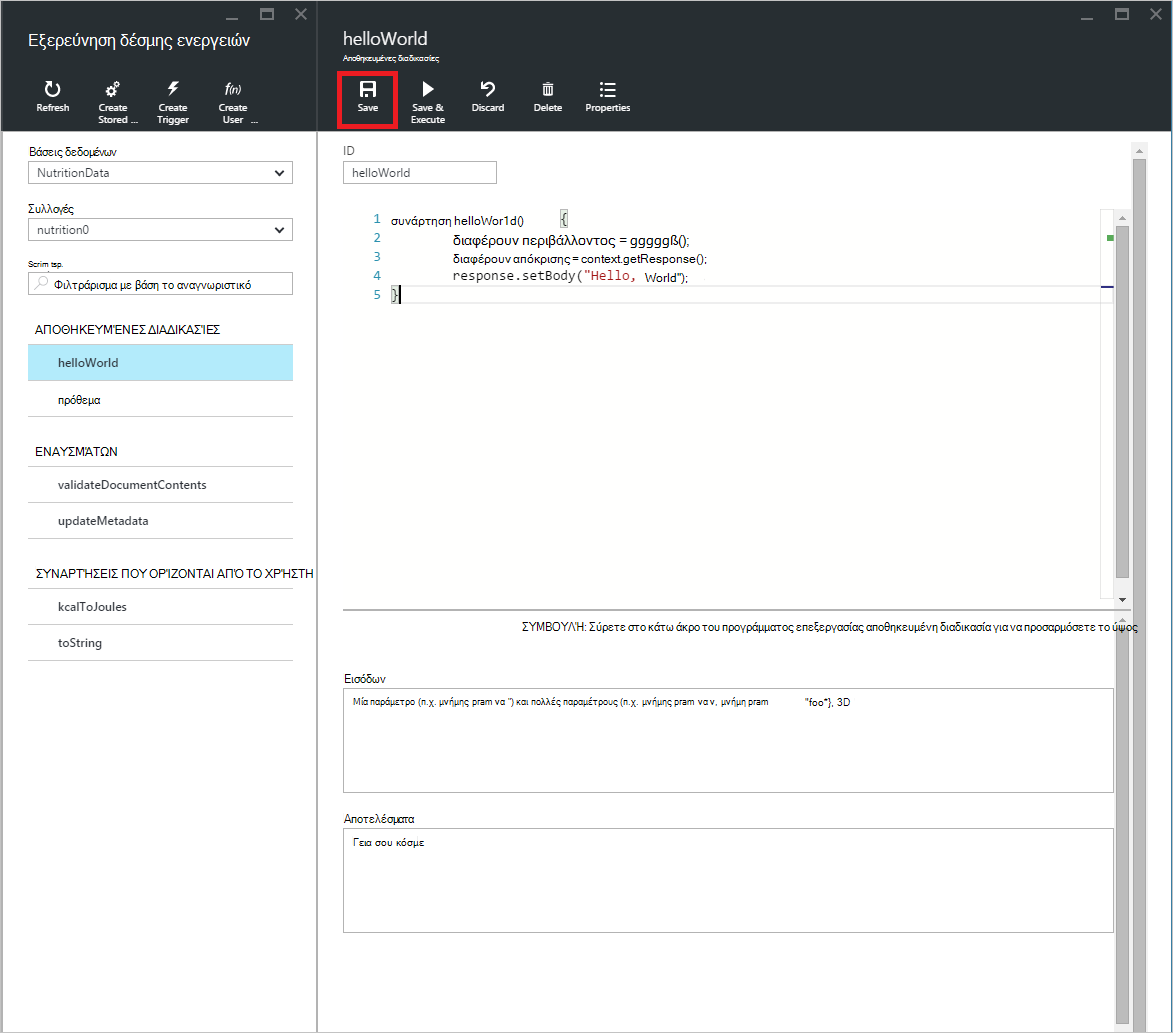 Εξερεύνηση δέσμης ενεργειών
Refresh
Create Stored ...
Create Trigger
f(n)
Create User ...
Βάσεις δεδομένων
NutritionData
Συλλογές
nutrition0
Scrim tsp.
Φιλτράρισμα με βάση το αναγνωριστικό
ΑΠΟΘΗΚΕΥΜΈΝΕΣ ΔΙΑΔΙΚΑΣΊΕΣ
helloWorld
πρόθεμα
ΕΝΑΥΣΜΆΤΩΝ
validateDocumentContents
updateMetadata
ΣΥΝΑΡΤΉΣΕΙΣ ΠΟΥ ΟΡΊΖΟΝΤΑΙ ΑΠΌ ΤΟ ΧΡΉΣΤΗ
kcalToJoules
toString
helloWorld
Αποθηκευμένες διαδικασίες
Save
Save & Execute
Discard
Delete
Properties
ID
helloWorld
1 συνάρτηση helloWor1d() {
2 διαφέρουν περιβάλλοντος = gggggß();
3 διαφέρουν απόκρισης = context.getResponse();
4 response.setBody("Hello, World");
5 }
ΣΥΜΒΟΥΛΉ: Σύρετε στο κάτω άκρο του προγράμματος επεξεργασίας αποθηκευμένη διαδικασία για να προσαρμόσετε το ύψος
Εισόδων
Μία παράμετρο (π.χ. μνήμης pram να ") και πολλές παραμέτρους (π.χ. μνήμης pram να v, μνήμη pram "foo"}, 3D
Αποτελέσματα
Γεια σου κόσμε